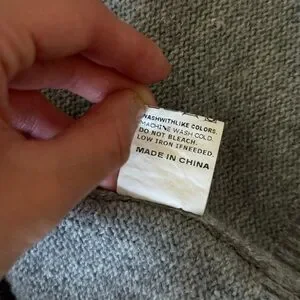 WASHWITHLIKE COLORS.
MACHINE WASH COLD.
DO NOT BLEACH.
LOW IRON IFNEEDED.
MADE IN CHINA